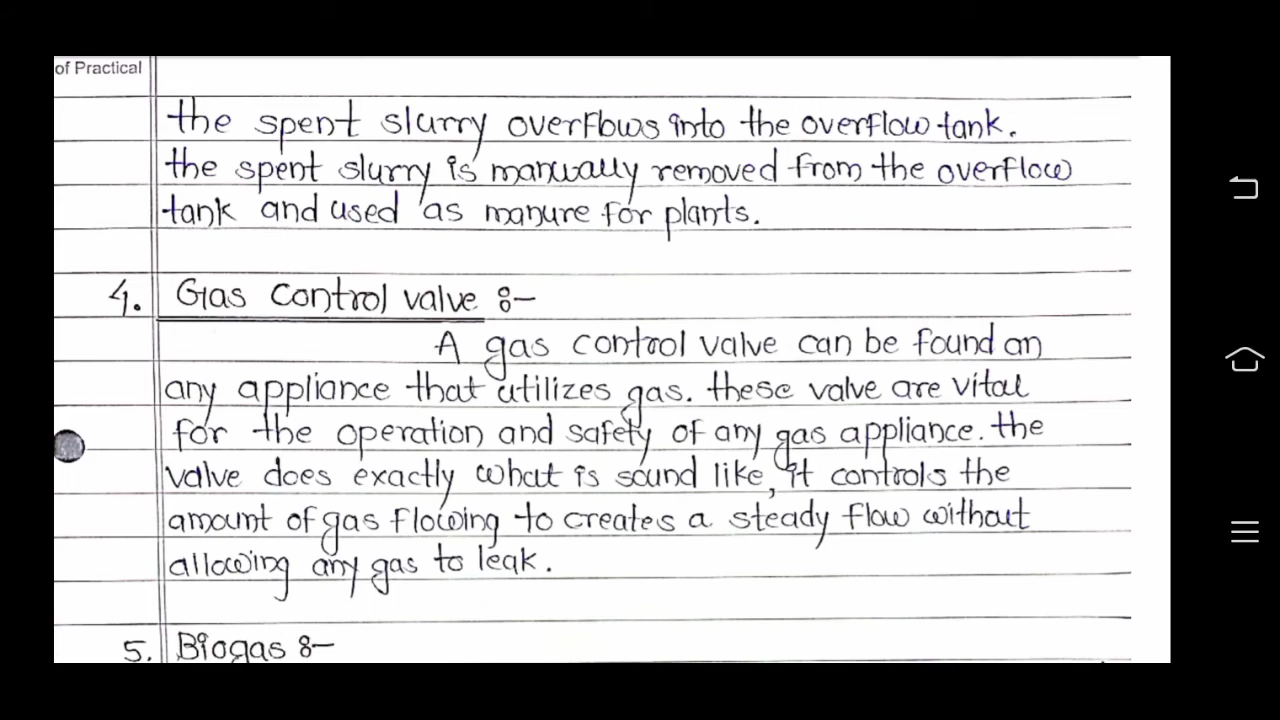 of Practical
the spent slurry overflows into the overflow tank.
the spent slurry is manually removed from the overflow
tank and used as manure for plants.
4. Gas control valve :-
A gas control valve can be found on
any appliance that utilizes gas. these valve are vital
for the operation and safety of any gas appliance. the
valve does exactly what is sound like, it controls the
amount of gas flowing to creates a steady flow without
allowing any gas to leak.
5. Biogas :-